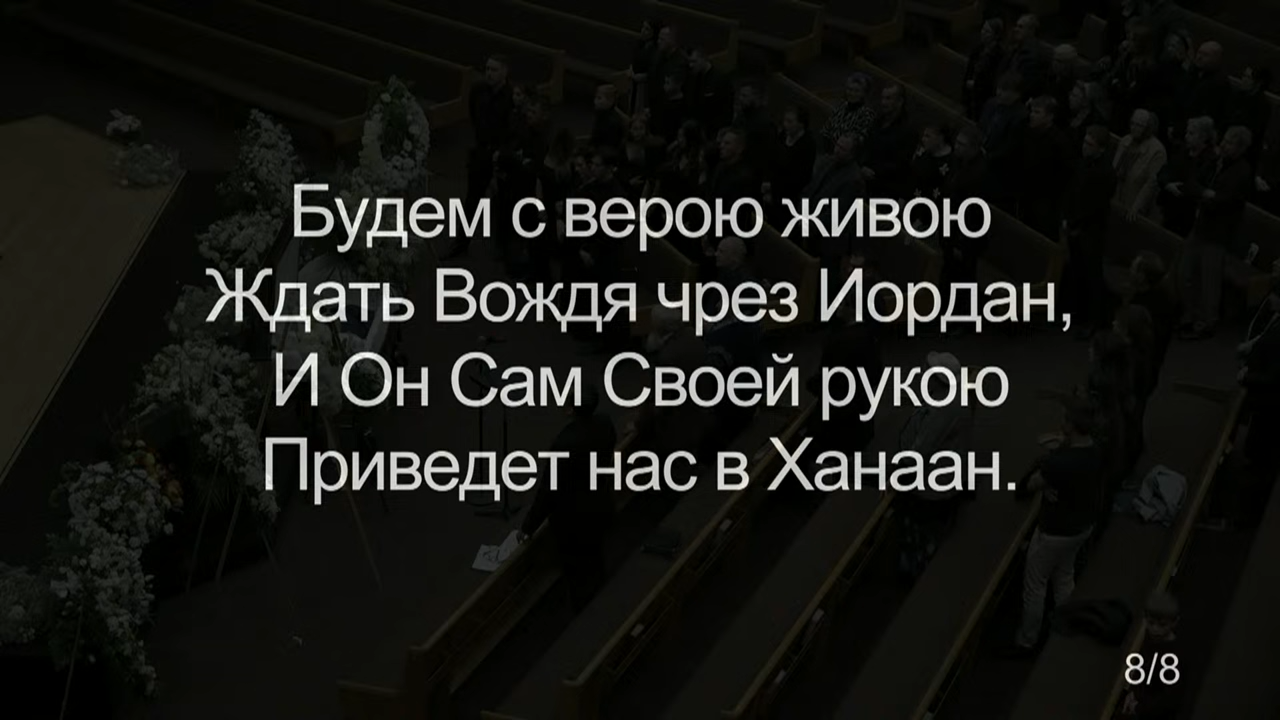 Будем с верою живою
Ждать Вождя чрез Иордан,
И Он Сам Своей рукою
Приведет нас в Ханаан.
8/8